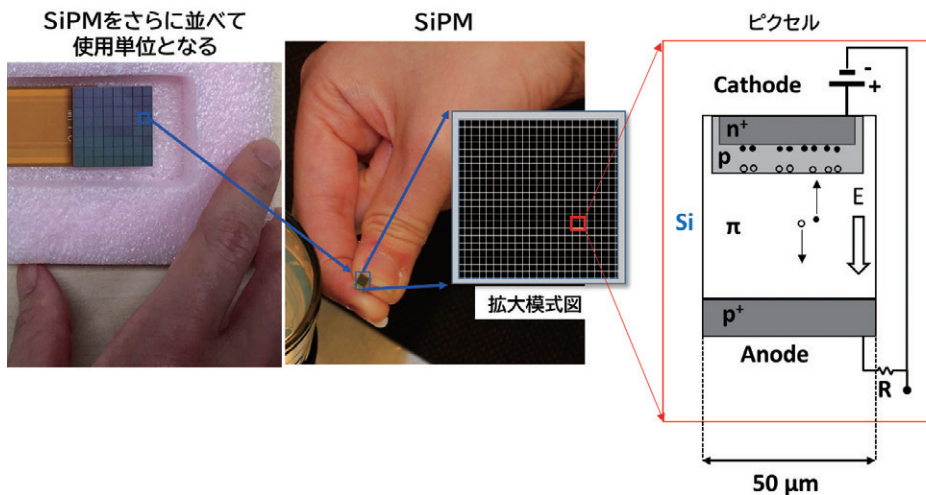 SiPMをさらに並べて
使用単位となる
SiPM
拡大模式図
ピクセル
Cathode
-
+
n⁺
p
Si
π
E
p⁺
Anode
R
50 μm